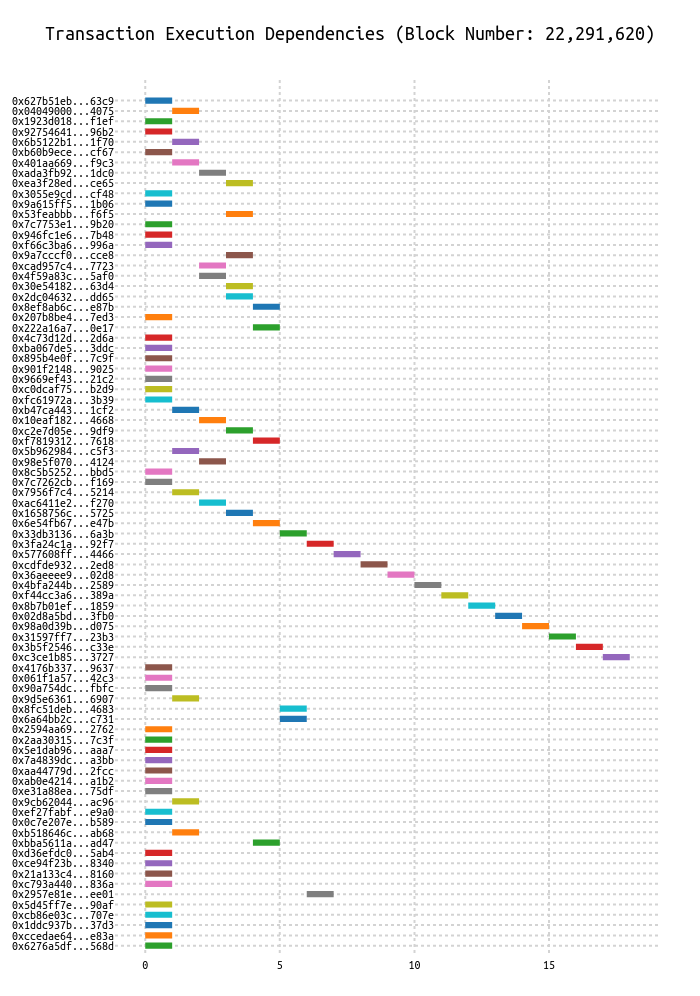 Transaction Execution Dependencies (Block Number: 22,291,620)
0x627b51eb...63c9
0x04049000...4075
0x1923d018...f1ef
0x92754641...96b2
0x6b5122b1...1f70
0xb60b9ece...cf67
0x401aa669...f9c3
0xada3fb92...1dc0
0xea3f28ed...ce65
0x3055e9cd...cf48
0x9a615ff5...1b06
0x53feabbb...f6f5
0x7c7753e1...9b20
0x946fc1e6...7b48
0xf66c3ba6...996a
0x9a7cccf0...cce8
0xcad957c4...7723
0x4f59a83c...5af0
0x30e54182...63d4
0x2dc04632...dd65
0x8ef8ab6c...e87b
0x207b8be4...7ed3
0x222a16a7...0e17
0x4c73d12d...2d6a
0xba067de5...3ddc
0x895b4e0f...7c9f
0x901f2148...9025
0x9669ef43...21c2
0xc0dcaf75...b2d9
0xfc61972a...3b39
0xb47ca443...1cf2
0x10eaf182...4668
0xc2e7d05e...9df9
0xf7819312...7618
0x5b962984...c5f3
0x98e5f070...4124
0x8c5b5252...bbd5
0x7c7262cb...f169
0x7956f7c4...5214
0xac6411e2...f270
0x1658756c...5725
0x6e54fb67...e47b
0x33db3136...6a3b
0x3fa24c1a...92f7
0x577608ff...4466
0xcdfde932...2ed8
0x36aeeee9...02d8
0x4bfa244b...2589
0xf44cc3a6...389a
0x8b7b01ef...1859
0x02d8a5bd...3fb0
0x98a0d39b...d075
0x31597ff7...23b3
0x3b5f2546...c33e
0xc3ce1b85...3727
0x4176b337...9637
0x061f1a57...42c3
0x90a754dc...fbfc
0x9d5e6361...6907
0x8fc51deb...4683
0x6a64bb2c...c731
0x2594aa69...2762
0x2aa30315...7c3f
0x5e1dab96...aaa7
0x7a4839dc...a3bb
0xaa44779d...2fcc
0xab0e4214...a1b2
0xe31a88ea...75df
0x9cb62044...ac96
0xef27fabf...e9a0
0x0c7e207e...b589
0xb518646c...ab68
0xbba5611a...ad47
0xd36efdc0...5ab4
0xce94f23b...8340
0x21a133c4...8160
0xc793a440...836a
0x2957e81e...ee01
0x5d45ff7e...90af
0xcb86e03c...707e
0x1ddc937b...37d3
0xccedae64...e83a
0x6276a5df...568d
0 5 10 15